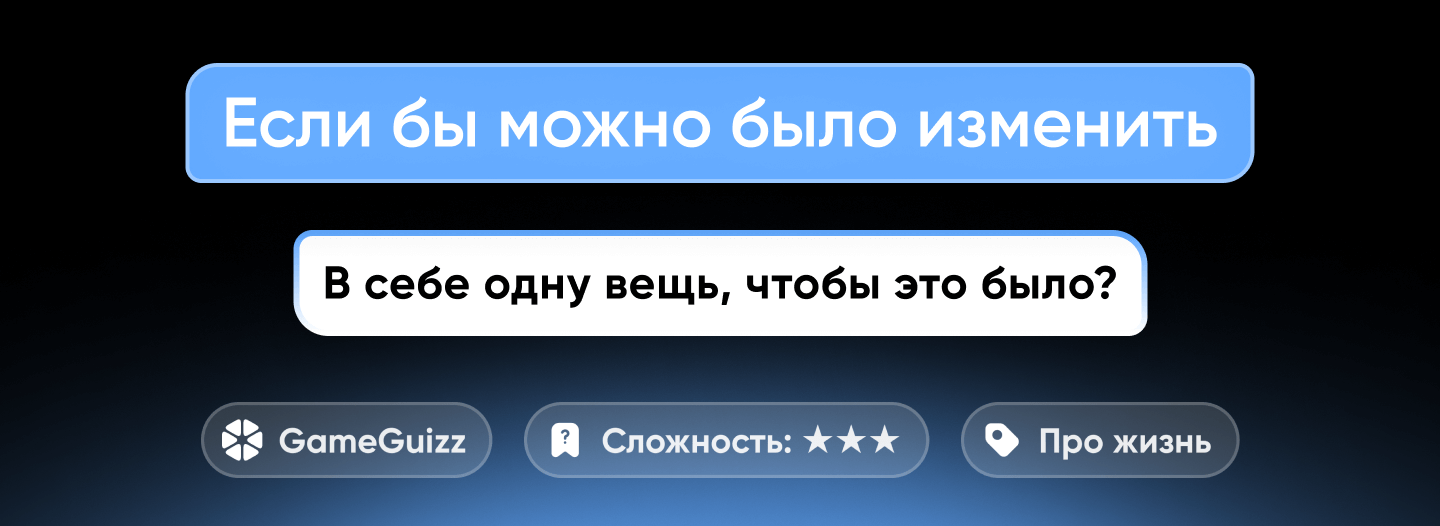 Если бы можно было изменить
В себе одну вещь, чтобы это было?
GameGuizz
Сложность: ★★★
Про жизнь